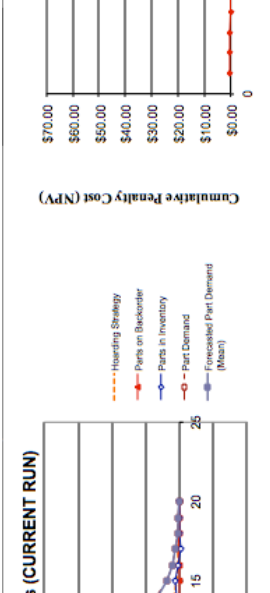 $70.00
$60.00
$50.00
$40.00
$30.00
$20.00
$10.00
$0.00
0
Cumulative Penalty Cost (NPV)
Hoarding Strategy
Parts on Backorder
Parts in Inventory
Part Demand
Forecasted Part Demand
(Mean)
s (CURRENT RUN)
15
20
25